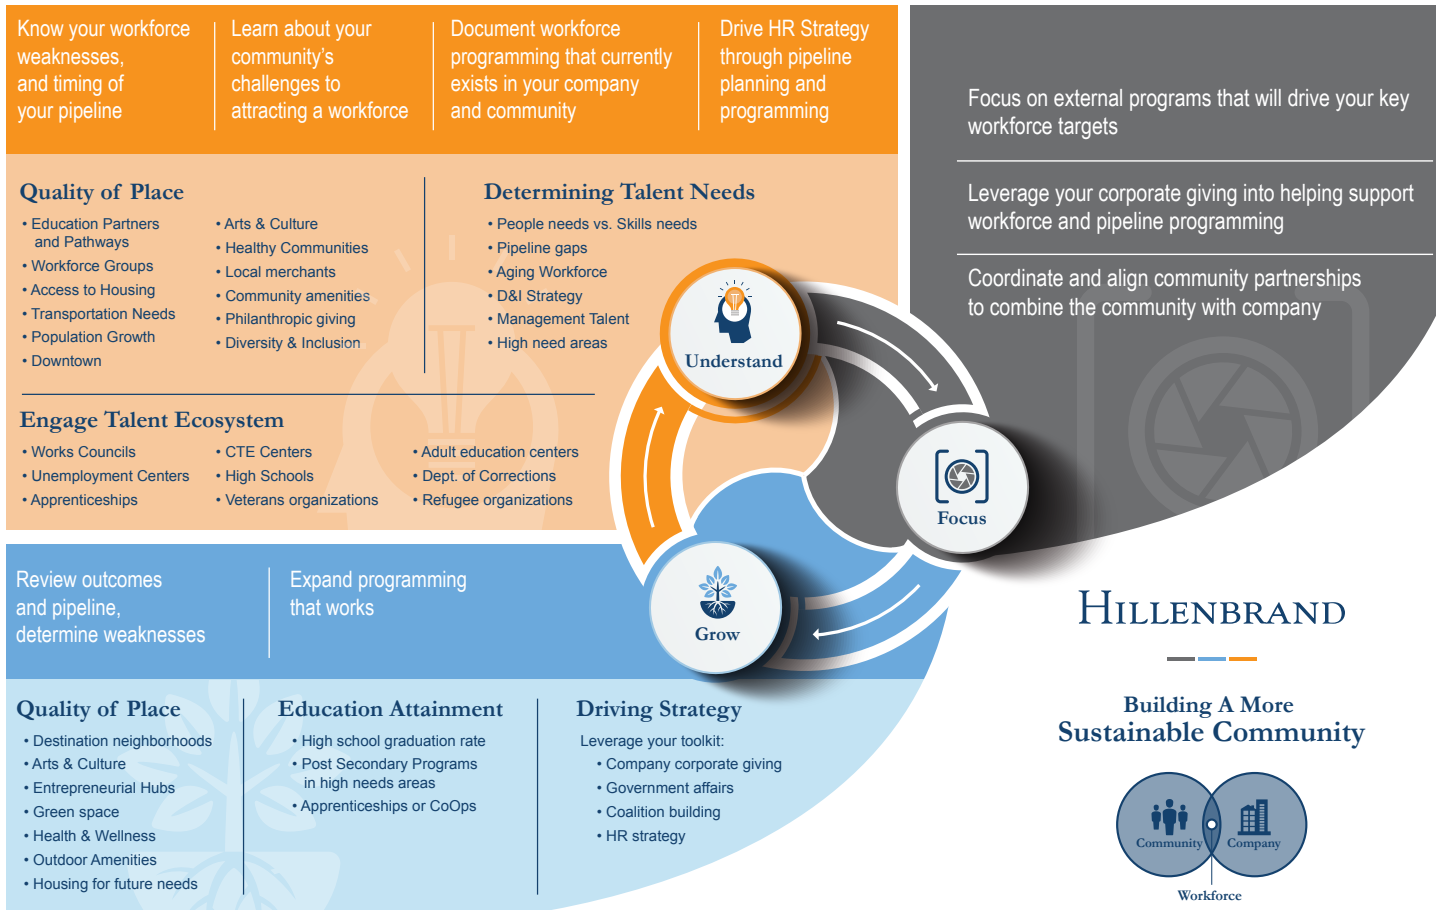 Know your workforce
weaknesses,
and timing of
your pipeline
Learn about your
community's
challenges to
attracting a workforce
Document workforce
programming that currently
exists in your company
and community
Drive HR Strategy
through pipeline
planning and
programming
Quality of Place
• Education Partners
and Pathways
• Workforce Groups
• Access to Housing
• Transportation Needs
• Population Growth
• Downtown
• Arts & Culture
• Healthy Communities
• Local merchants
• Community amenities
• Philanthropic giving
• Diversity & Inclusion
Determining Talent Needs
• People needs vs. Skills needs
• Pipeline gaps
• Aging Workforce
• D&I Strategy
• Management Talent
• High need areas
Engage Talent Ecosystem
• Works Councils
• Unemployment Centers
• Apprenticeships
• CTE Centers
• High Schools
• Veterans organizations
• Adult education centers
• Dept. of Corrections
• Refugee organizations
Understand
Focus on external programs that will drive your key
workforce targets
Leverage your corporate giving into helping support
workforce and pipeline programming
Coordinate and align community partnerships
to combine the community with company
Focus
Review outcomes
and pipeline,
determine weaknesses
Expand programming
that works
Grow
Quality of Place
• Destination neighborhoods
• Arts & Culture
• Entrepreneurial Hubs
• Green space
• Health & Wellness
• Outdoor Amenities
• Housing for future needs
Education Attainment
• High school graduation rate
• Post Secondary Programs
in high needs areas
• Apprenticeships or CoOps
Driving Strategy
Leverage your toolkit:
• Company corporate giving
• Government affairs
• Coalition building
• HR strategy
HILLENBRAND
Building A More
Sustainable Community
Community
Company
Workforce